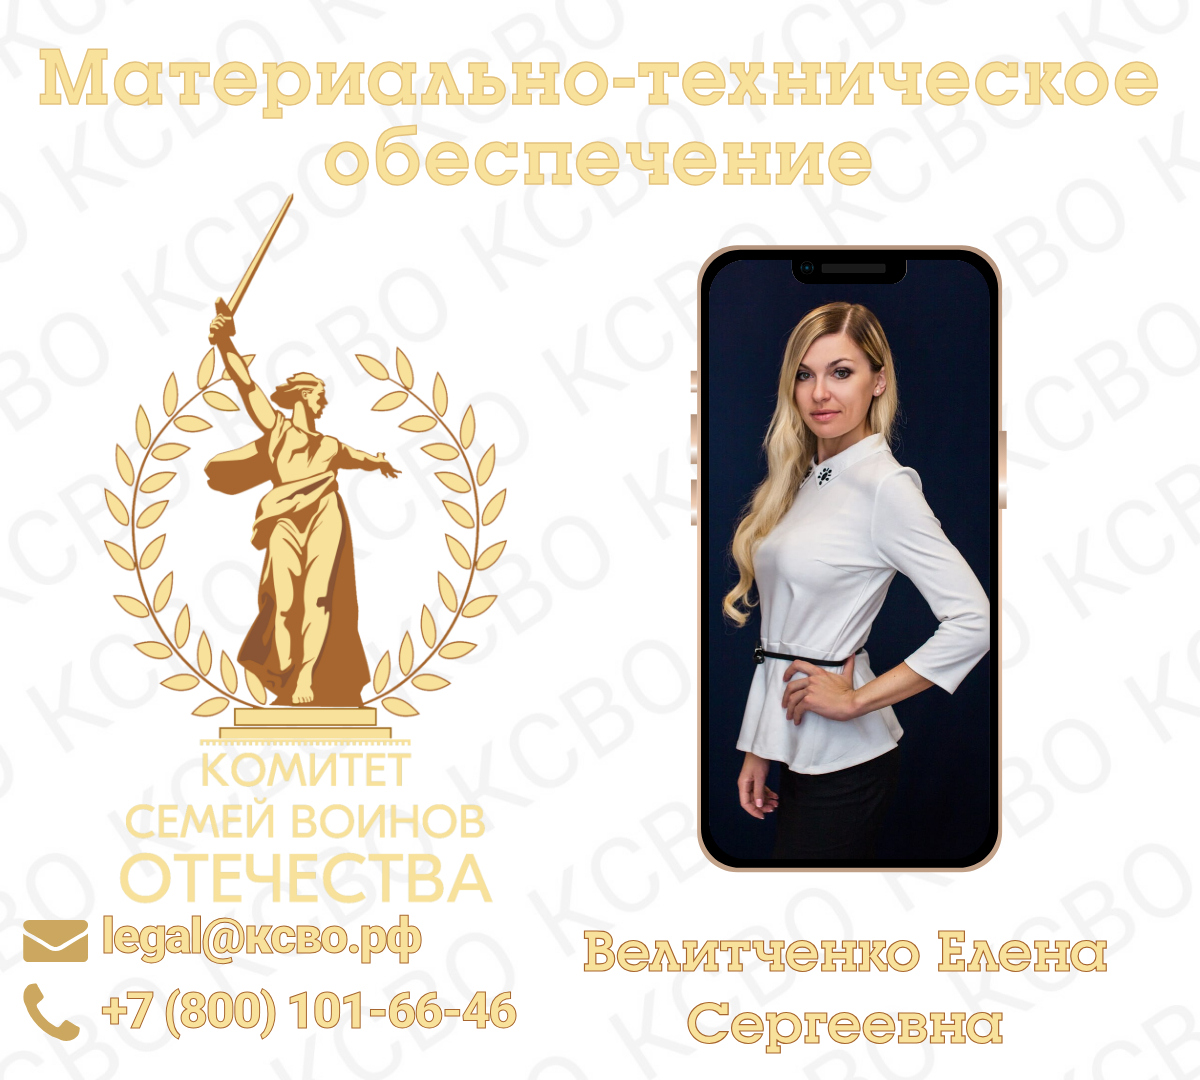 Материально-техническое
обеспечение
КОМИТЕТ
СЕМЕЙ ВОИНОВ
ОТЕЧЕСТВА
legal@ксво.рф
+7 (800) 101-66-46
Велитченко Елена
Сергеевна